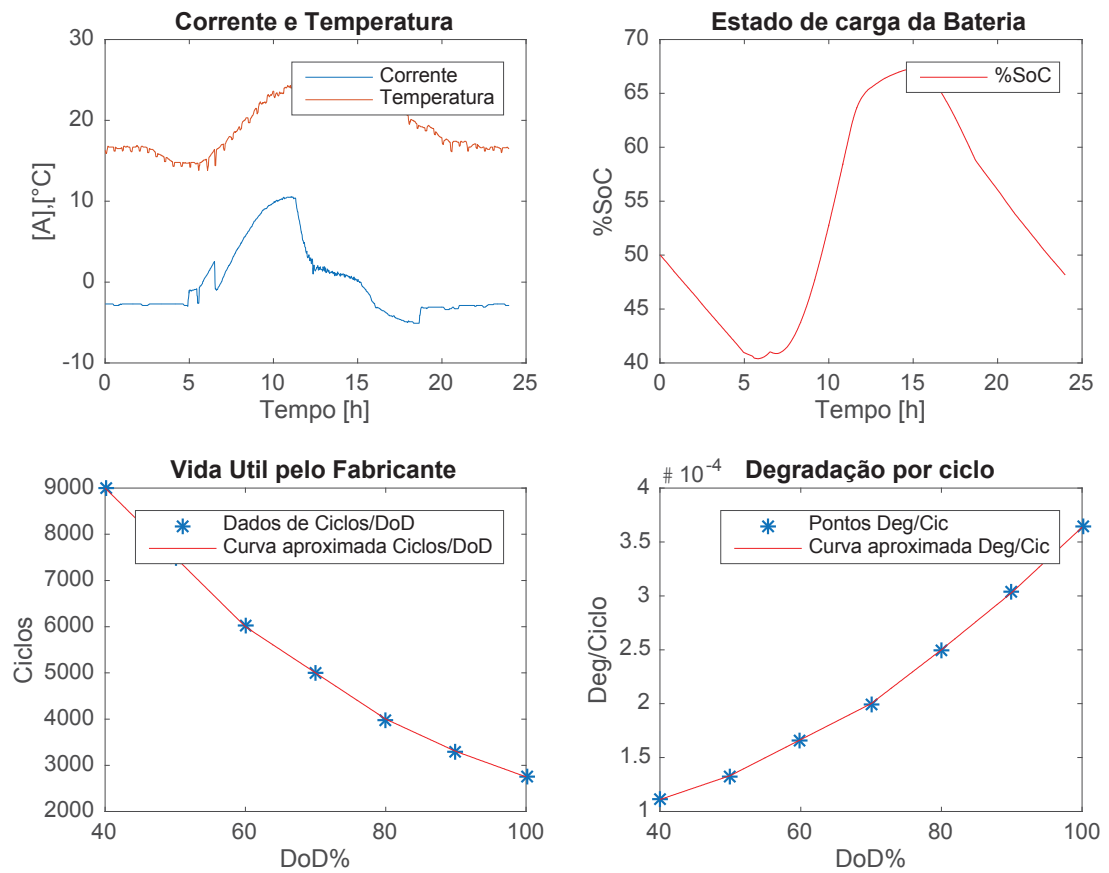 Corrente e Temperatura
30
20
10
0
-10
[A],[°C]
Corrente
Temperatura
0 5 10 15 20 25
Tempo [h]
Estado de carga da Bateria
70
65
60
55
50
45
40
%SoC
%SoC
0 5 10 15 20 25
Tempo [h]
Vida Util pelo Fabricante
9000
8000
7000
6000
5000
4000
3000
2000
Ciclos
Dados de Ciclos/DoD
Curva aproximada Ciclos/DoD
40 60 80 100
DoD%
# 10-4
Degradação por ciclo
4
3.5
3
2.5
2
1.5
1
Deg/Ciclo
Pontos Deg/Cic
Curva aproximada Deg/Cic
40 60 80 100
DoD%